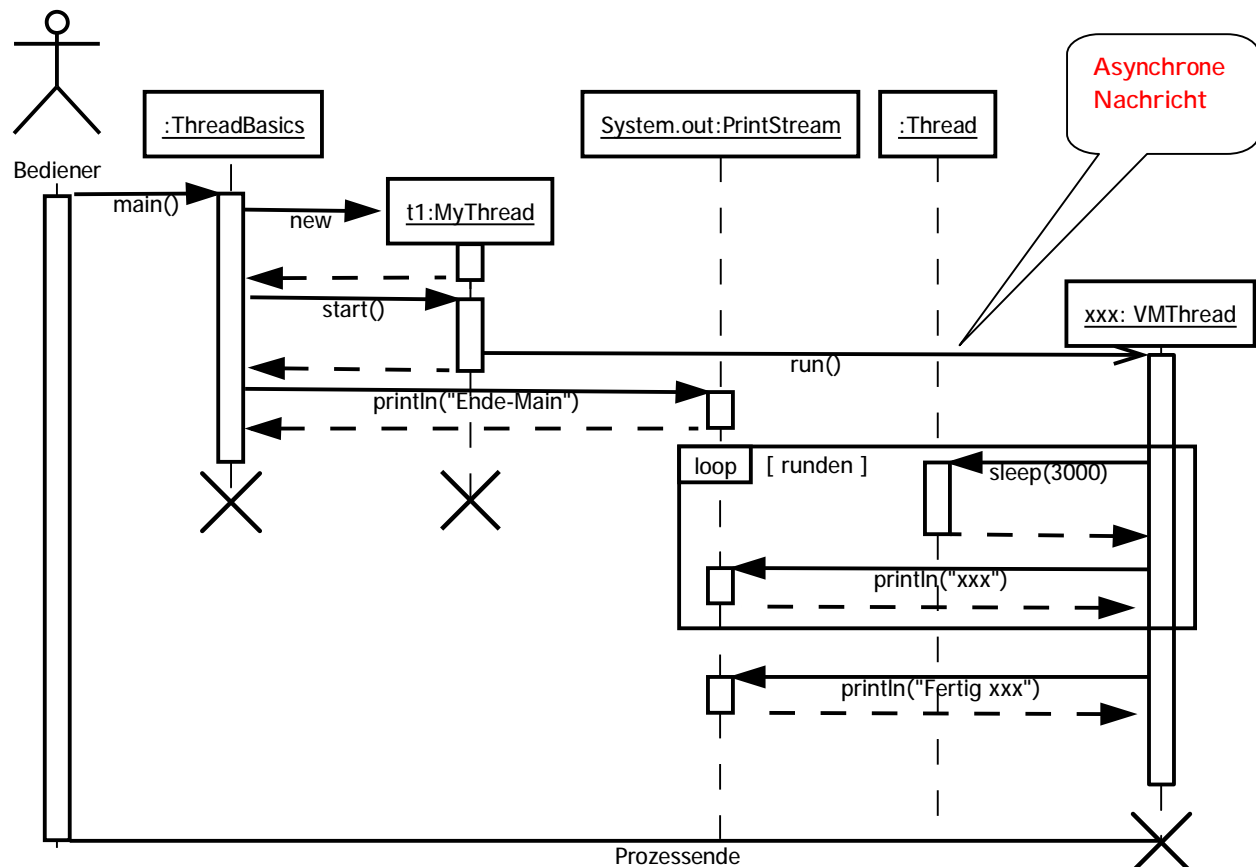 Asynchrone
Nachricht
:ThreadBasics
System.out:PrintStream
:Thread
Bediener
main()
new
t1:MyThread
start()
xxx: VMThread
run()
println("Ende-Main")
loop
[ runden ]
sleep(3000)
println("xxx")
println("Fertig xxx")
Prozessende